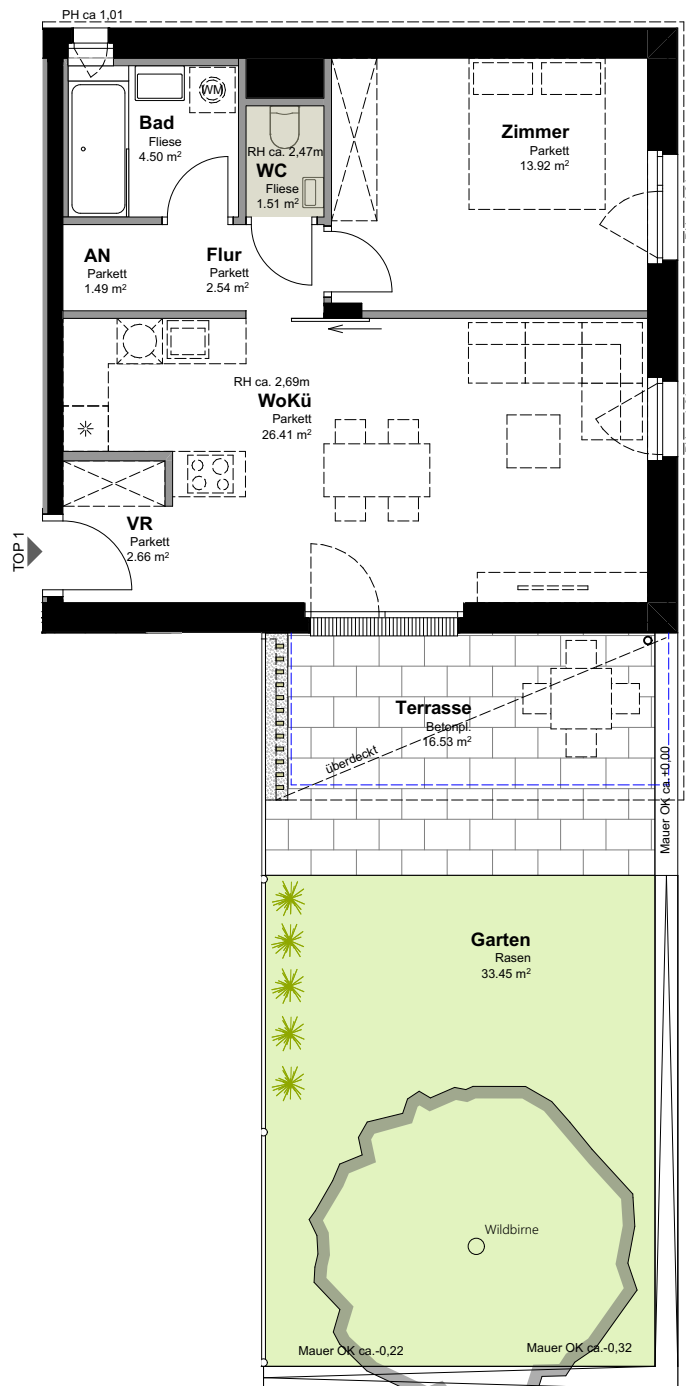 PH ca 1,01
WM
Bad
Fliese
4.50 m²
RH ca. 2,47m
WC
Fliese
1.51 m²
Zimmer
Parkett
13.92 m²
AN
Parkett
1.49 m²
Flur
Parkett
2.54 m²
RH ca. 2,69m
WoKü
Parkett
26.41 m²
VR
Parkett
2.66 m²
TOP 1
Terrasse
Betonpl.
16.53 m²
überdeckt
Mauer OK ca. ±0,00
Garten
Rasen
33.45 m²
Wildbirne
Mauer OK ca.-0,22
Mauer OK ca.-0,32